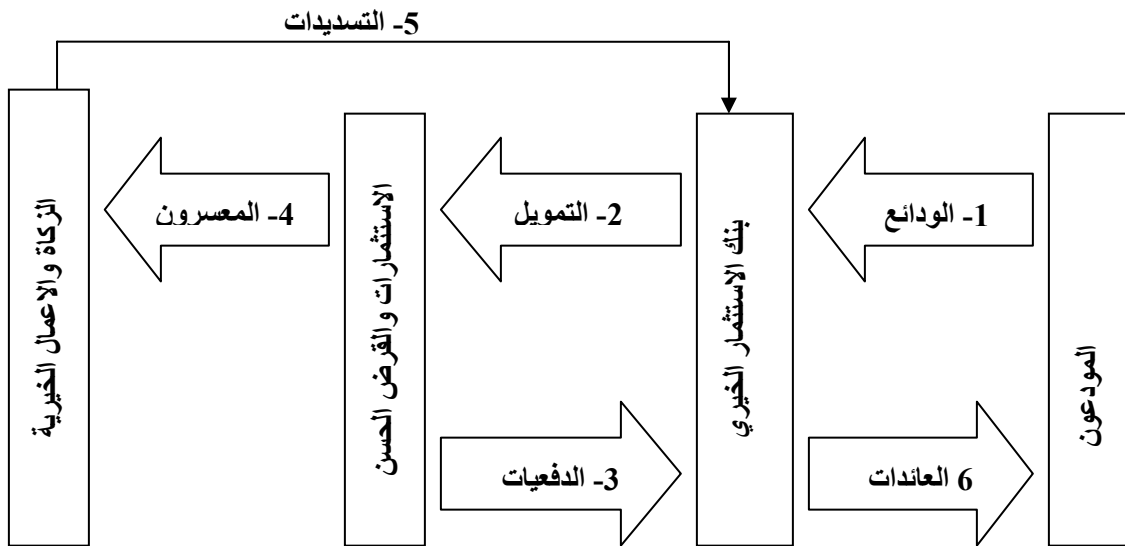 5- التسديدات
المودعون
1- الودائع
بنك الاستثمار الخيري
2- التمويل
الاستثمارات والقرض الحسن
4- المعسرون
الزكاة والاعمال الخيرية
3- الدفعيات
6 العائدات